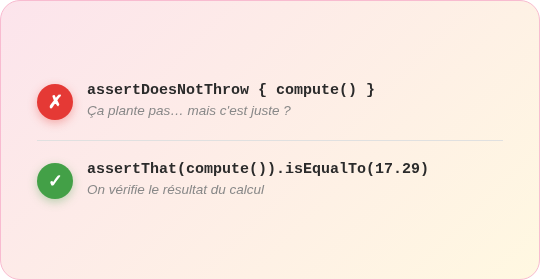 ✗ assertDoesNotThrow { compute() }
Ça plante pas… mais c'est juste ?
✓ assertThat(compute()).isEqualTo(17.29)
On vérifie le résultat du calcul